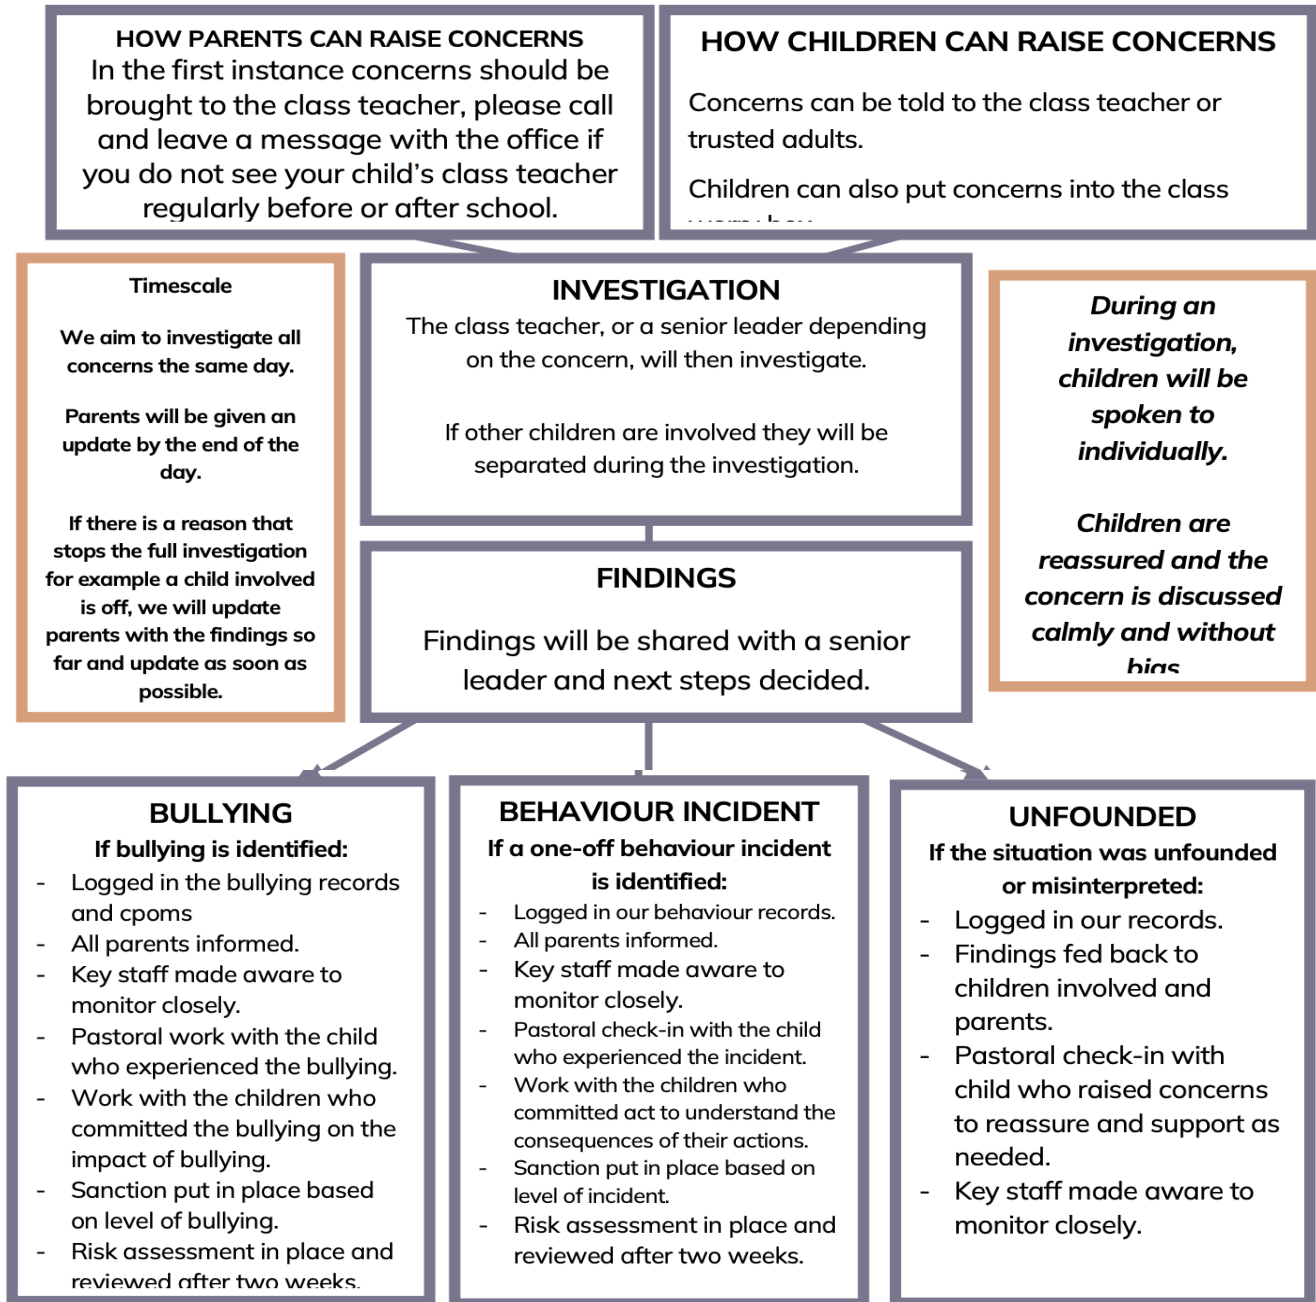 HOW PARENTS CAN RAISE CONCERNS
In the first instance concerns should be
brought to the class teacher, please call
and leave a message with the office if
you do not see your child's class teacher
regularly before or after school.
HOW CHILDREN CAN RAISE CONCERNS
Concerns can be told to the class teacher or
trusted adults.
Children can also put concerns into the class
worry box
Timescale
We aim to investigate all
concerns the same day.
Parents will be given an
update by the end of the
day.
If there is a reason that
stops the full investigation
for example a child involved
is off, we will update
parents with the findings so
far and update as soon as
possible.
INVESTIGATION
The class teacher, or a senior leader depending
on the concern, will then investigate.
If other children are involved they will be
separated during the investigation.
During an
investigation,
children will be
spoken to
individually.
Children are
reassured and the
concern is discussed
calmly and without
bias
FINDINGS
Findings will be shared with a senior
leader and next steps decided.
BULLYING
If bullying is identified:
- Logged in the bullying records
and cpoms
- All parents informed.
- Key staff made aware to
monitor closely.
- Pastoral work with the child
who experienced the bullying.
- Work with the children who
committed the bullying on the
impact of bullying.
- Sanction put in place based
on level of bullying.
- Risk assessment in place and
reviewed after two weeks.
BEHAVIOUR INCIDENT
If a one-off behaviour incident
is identified:
- Logged in our behaviour records.
- All parents informed.
- Key staff made aware to
monitor closely.
- Pastoral check-in with the child
who experienced the incident.
- Work with the children who
committed act to understand the
consequences of their actions.
- Sanction put in place based on
level of incident.
- Risk assessment in place and
reviewed after two weeks.
UNFOUNDED
If the situation was unfounded
or misinterpreted:
- Logged in our records.
- Findings fed back to
children involved and
parents.
- Pastoral check-in with
child who raised concerns
to reassure and support as
needed.
- Key staff made aware to
monitor closely.